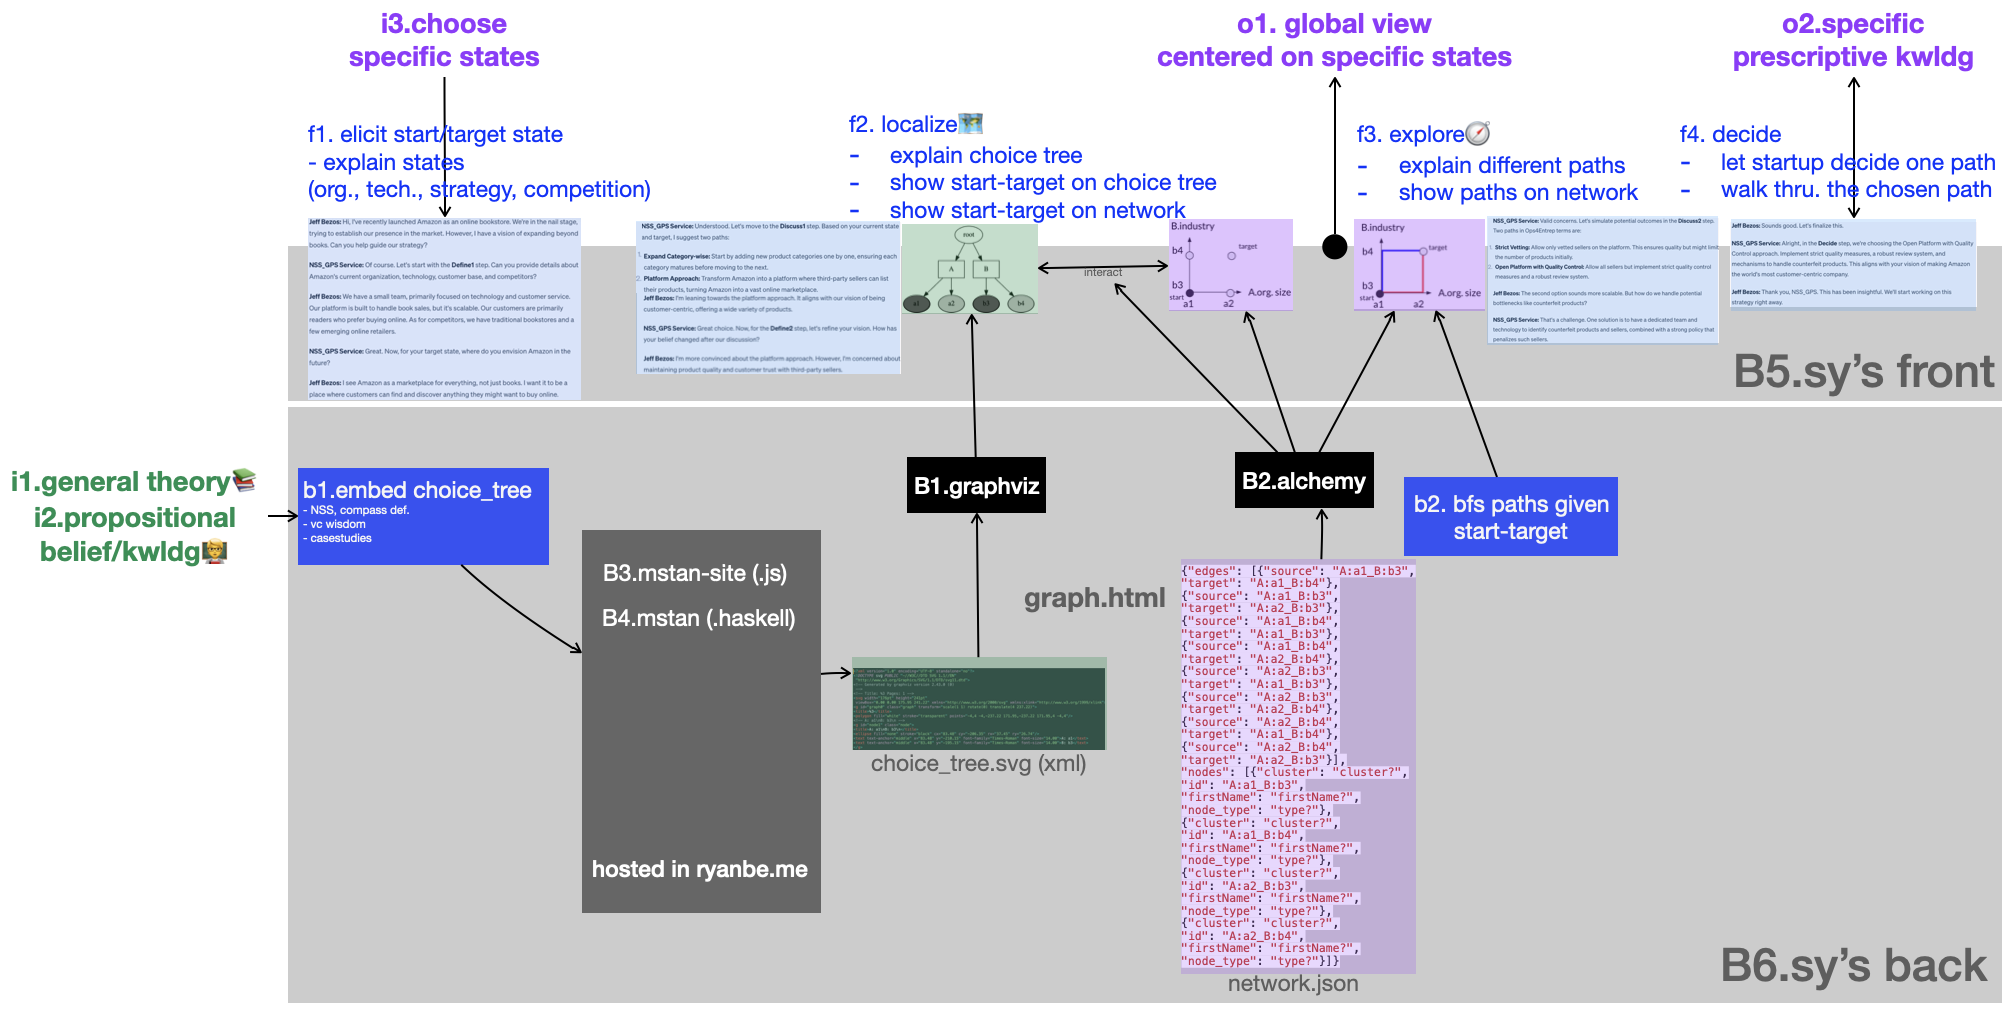 i3.choose
specific states
o1. global view
centered on specific states
o2.specific
prescriptive kwldg
f1. elicit start/target state
- explain states
(org., tech., strategy, competition)
f2. localize
- explain choice tree
- show start-target on choice tree
- show start-target on network
f3. explore
- explain different paths
- show paths on network
f4. decide
- let startup decide one path
- walk thru. the chosen path
Jeff Bezos: Hi, I've recently launched Amazon as an online bookstore. We're in the nail stage,
trying to establish our presence in the market. However, I have a vision of expanding beyond
books. Can you help guide our strategy?
NSS_GPS Service: Of course. Let's start with the Define1 step. Can you provide details about
Amazon's current organization, technology, customer base, and competitors?
Jeff Bezos: We have a small team, primarily focused on technology and customer service.
Our platform is built to handle book sales, but it's scalable. Our customers are primarily
readers who prefer buying online. As for competitors, we have traditional bookstores and a
few emerging online retailers.
NSS_GPS Service: Great. Now, for your target state, where do you envision Amazon in the
future?
Jeff Bezos: I see Amazon as a marketplace for everything, not just books. I want it to be a
place where customers can find and discover anything they might want to buy online.
NSS_GPS Service: Understood. Let's move to the Discuss1 step. Based on your current state
and target, I suggest two paths:
1. Expand Category-wise: Start by adding new product categories one by one, ensuring each
category matures before moving to the next.
2. Platform Approach: Transform Amazon into a platform where third-party sellers can list
their products, turning Amazon into a vast online marketplace.
Jeff Bezos: I'm leaning towards the platform approach. It aligns with our vision of being
customer-centric, offering a wide variety of products.
NSS_GPS Service: Great choice. Now, for the Define2 step, let's refine your vision. How has
your belief changed after our discussion?
Jeff Bezos: I'm more convinced about the platform approach. However, I'm concerned about
maintaining product quality and customer trust with third-party sellers.
root
A
B
a1
a2
b3
b4
interact
B.industry
b4
target
b3
start
a1
a2
A.org. size
B.industry
b4
target
b3
start
a1
a2
A.org. size
NSS_GPS Service: Valid concerns. Let's simulate potential outcomes in the Discuss2 step.
Two paths in Ops4Entrep terms are:
1. Strict Vetting: Allow only vetted sellers on the platform. This ensures quality but might limit
the number of products initially.
2. Open Platform with Quality Control: Allow all sellers but implement strict quality control
measures and a robust review system.
Jeff Bezos: The second option sounds more scalable. But how do we handle potential
bottlenecks like counterfeit products?
NSS_GPS Service: That's a challenge. One solution is to have a dedicated team and
technology to identify counterfeit products and sellers, combined with a strong policy that
penalizes such sellers.
Jeff Bezos: Sounds good. Let's finalize this.
NSS_GPS Service: Alright, in the Decide step, we're choosing the Open Platform with Quality
Control approach. Implement strict quality measures, a robust review system, and
mechanisms to handle counterfeit products. This aligns with your vision of making Amazon
the world's most customer-centric company.
Jeff Bezos: Thank you, NSS_GPS. This has been insightful. We'll start working on this
strategy right away.
B5.sy's front
i1.general theory
i2.propositional
belief/kwldg
b1.embed choice_tree
- NSS, compass def.
- vc wisdom
- casestudies
B3.mstan-site (.js)
B4.mstan (.haskell)
hosted in ryanbe.me
B1.graphviz
choice_tree.svg (xml)
graph.html
B2.alchemy
b2. bfs paths given
start-target
{"edges": [{"source": "A:a1_B:b3",
"target": "A:a1_B:b4"},
{"source": "A:a1_B:b3",
"target": "A:a2_B:b3"},
{"source": "A:a1_B:b4",
"target": "A:a1_B:b3"},
{"source": "A:a1_B:b4",
"target": "A:a2_B:b4"},
{"source": "A:a2_B:b3",
"target": "A:a1_B:b3"},
{"source": "A:a2_B:b3",
"target": "A:a2_B:b4"},
{"source": "A:a2_B:b4",
"target": "A:a1_B:b4"},
{"source": "A:a2_B:b4",
"target": "A:a2_B:b3"}],
"nodes": [{"cluster": "cluster?",
"id": "A:a1_B:b3",
"firstName": "firstName?",
"node_type": "type?"},
{"cluster": "cluster?",
"id": "A:a1_B:b4",
"firstName": "firstName?",
"node_type": "type?"},
{"cluster": "cluster?",
"id": "A:a2_B:b3",
"firstName": "firstName?",
"node_type": "type?"},
{"cluster": "cluster?",
"id": "A:a2_B:b4",
"firstName": "firstName?",
"node_type": "type?"}]}
network.json
B6.sy's back